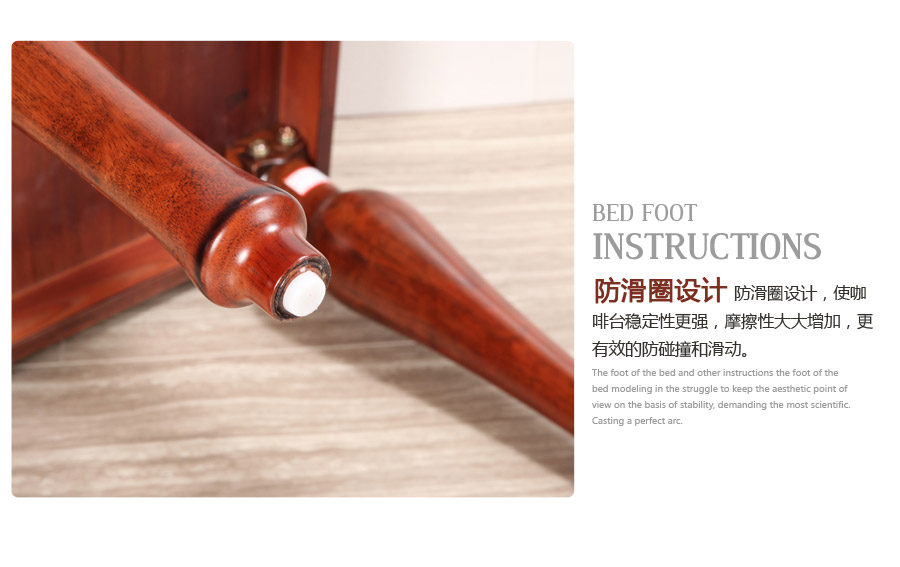 BED FOOT
INSTRUCTIONS
防滑圈设计 防滑圈设计，使咖
啡台稳定性更强，摩擦性大大增加，更
有效的防碰撞和滑动。
The foot of the bed and other instructions the foot of the
bed modeling in the struggle to keep the aesthetic point of
view on the basis of stability, demanding the most scientific.
Casting a perfect arc.